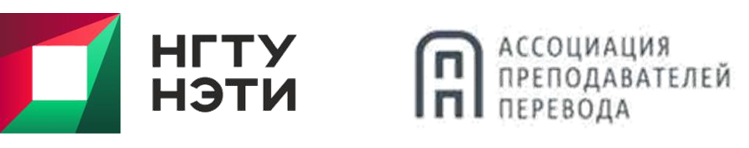 НГТУ
НЭТИ
АССОЦИАЦИЯ
ПРЕПОДАВАТЕЛЕЙ
ПЕРЕВОДА